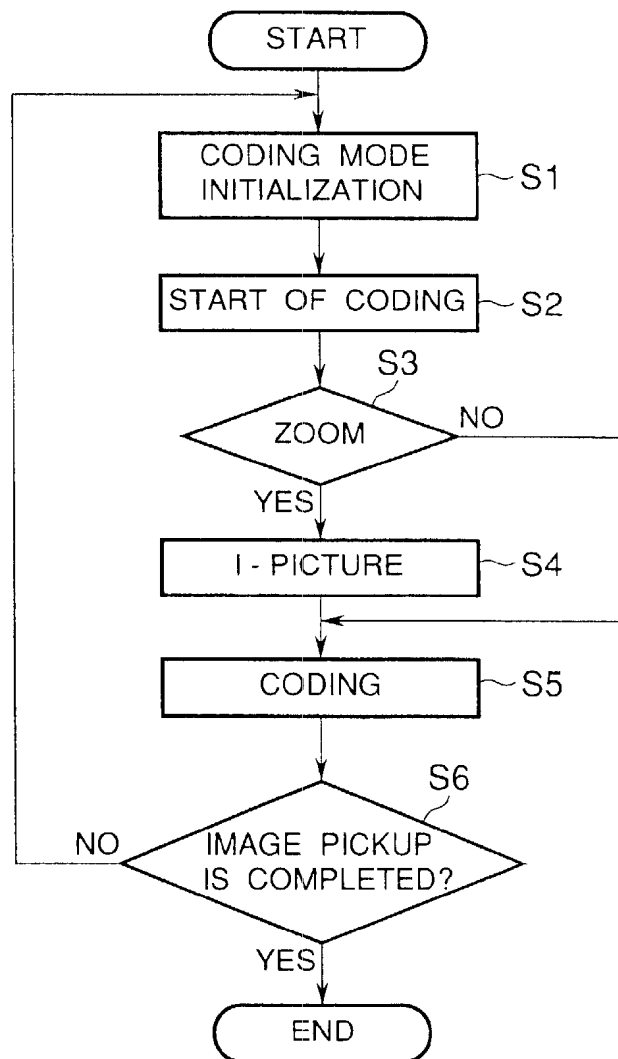 START
CODING MODE
INITIALIZATION
S1
START OF CODING
S2
S3
ZOOM
NO
YES
I - PICTURE
S4
CODING
S5
S6
NO
IMAGE PICKUP
IS COMPLETED?
YES
END